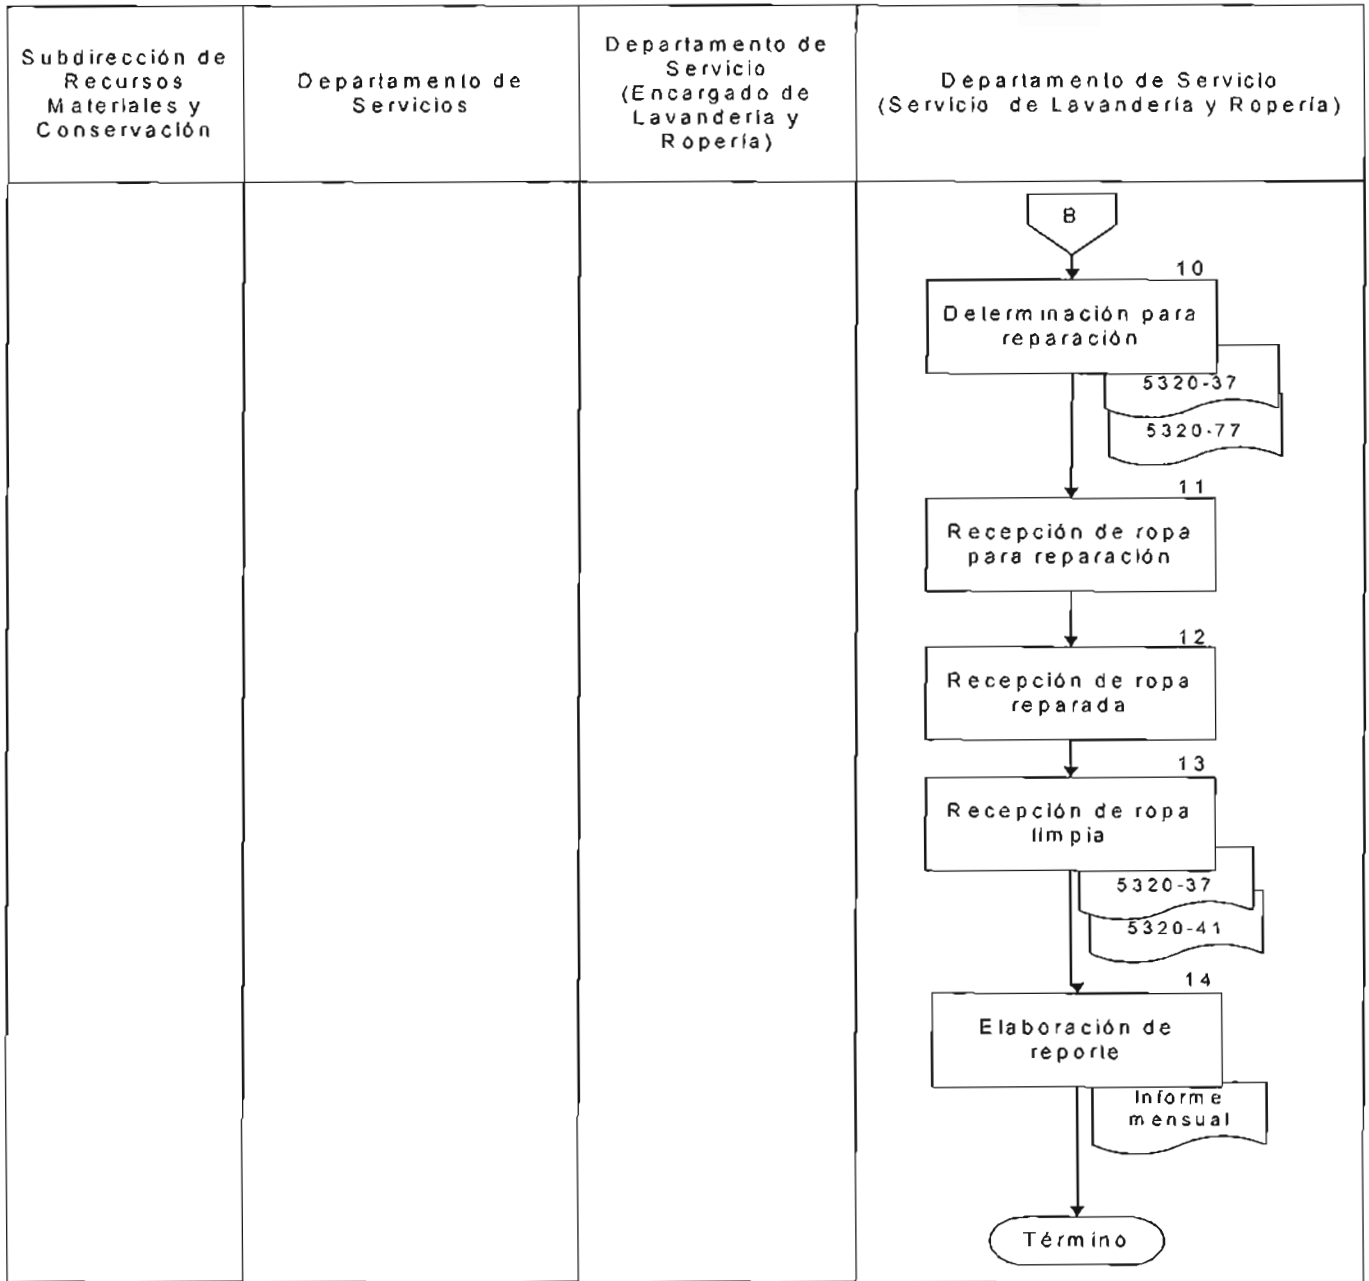 Subdirección de
Recursos
Materiales y
Conservación
Departamento de
Servicios
Departamento de
Servicio
(Encargado de
Lavandería y
Ropería)
Departamento de Servicio
(Servicio de Lavandería y Ropería)
B
10
Determinación para
reparación
5320-37
5320-77
11
Recepción de ropa
para reparación
12
Recepción de ropa
reparada
13
Recepción de ropa
limpia
5320-37
5320-41
14
Elaboración de
reporte
Informe
mensual
Término